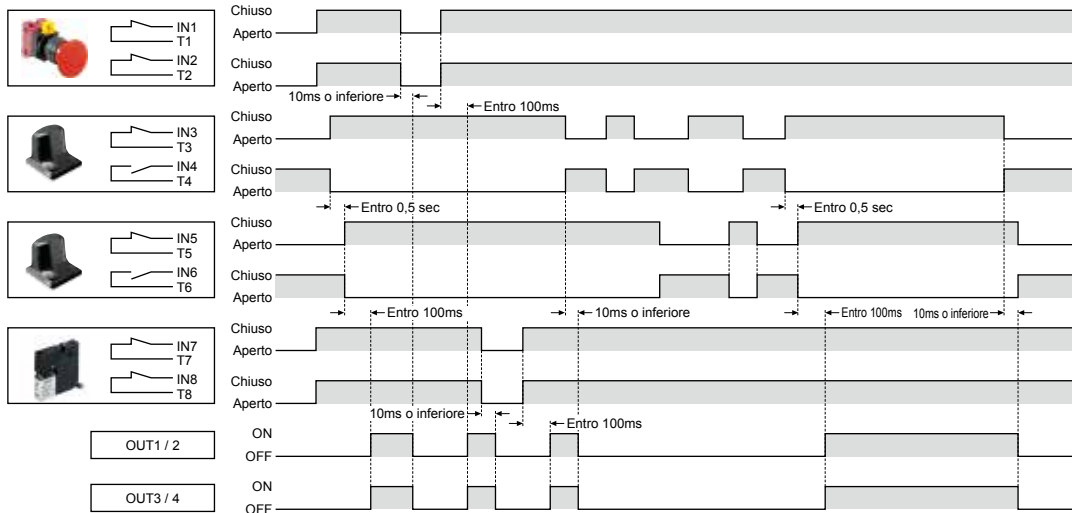 Chiuso
IN1
T1
Aperto
IN2
T2
Chiuso
Aperto
10ms o inferiore
Entro 100ms
Chiuso
IN3
T3
Aperto
IN4
T4
Chiuso
Aperto
Entro 0,5 sec
Entro 0,5 sec
Chiuso
IN5
T5
Aperto
IN6
T6
Chiuso
Aperto
Entro 100ms
10ms o inferiore
Entro 100ms
10ms o inferiore
Chiuso
IN7
T7
Aperto
IN8
T8
Chiuso
Aperto
10ms o inferiore
Entro 100ms
OUT1 / 2
ON
OFF
OUT3 / 4
ON
OFF